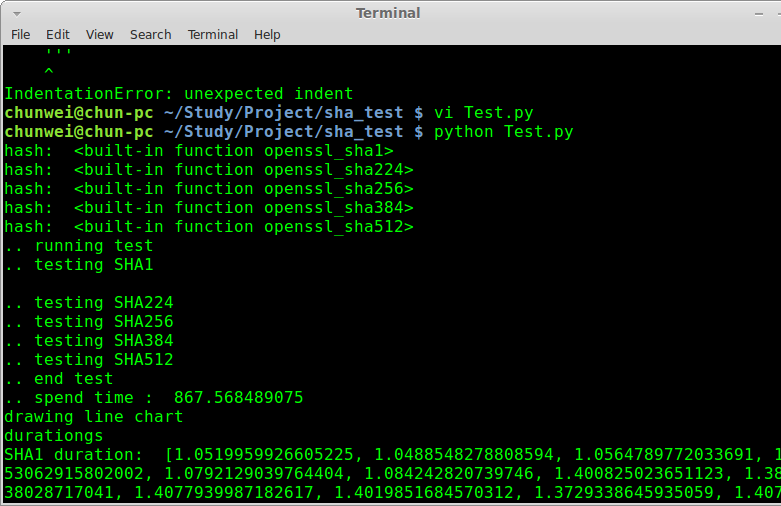 Terminal
File Edit View Search Terminal Help
'''
^
IndentationError: unexpected indent
chunwei@chun-pc ~/Study/Project/sha_test $ vi Test.py
chunwei@chun-pc ~/Study/Project/sha_test $ python Test.py
hash:  <built-in function openssl_sha1>
hash:  <built-in function openssl_sha224>
hash:  <built-in function openssl_sha256>
hash:  <built-in function openssl_sha384>
hash:  <built-in function openssl_sha512>
.. running test
.. testing SHA1
.. testing SHA224
.. testing SHA256
.. testing SHA384
.. testing SHA512
.. end test
.. spend time :  867.568489075
drawing line chart
durationgs
SHA1 duration:  [1.0519959926605225, 1.0488548278808594, 1.0564789772033691, 1
53062915802002, 1.0792129039764404, 1.084242820739746, 1.400825023651123, 1.38
38028717041, 1.4077939987182617, 1.4019851684570312, 1.3729338645935059, 1.407